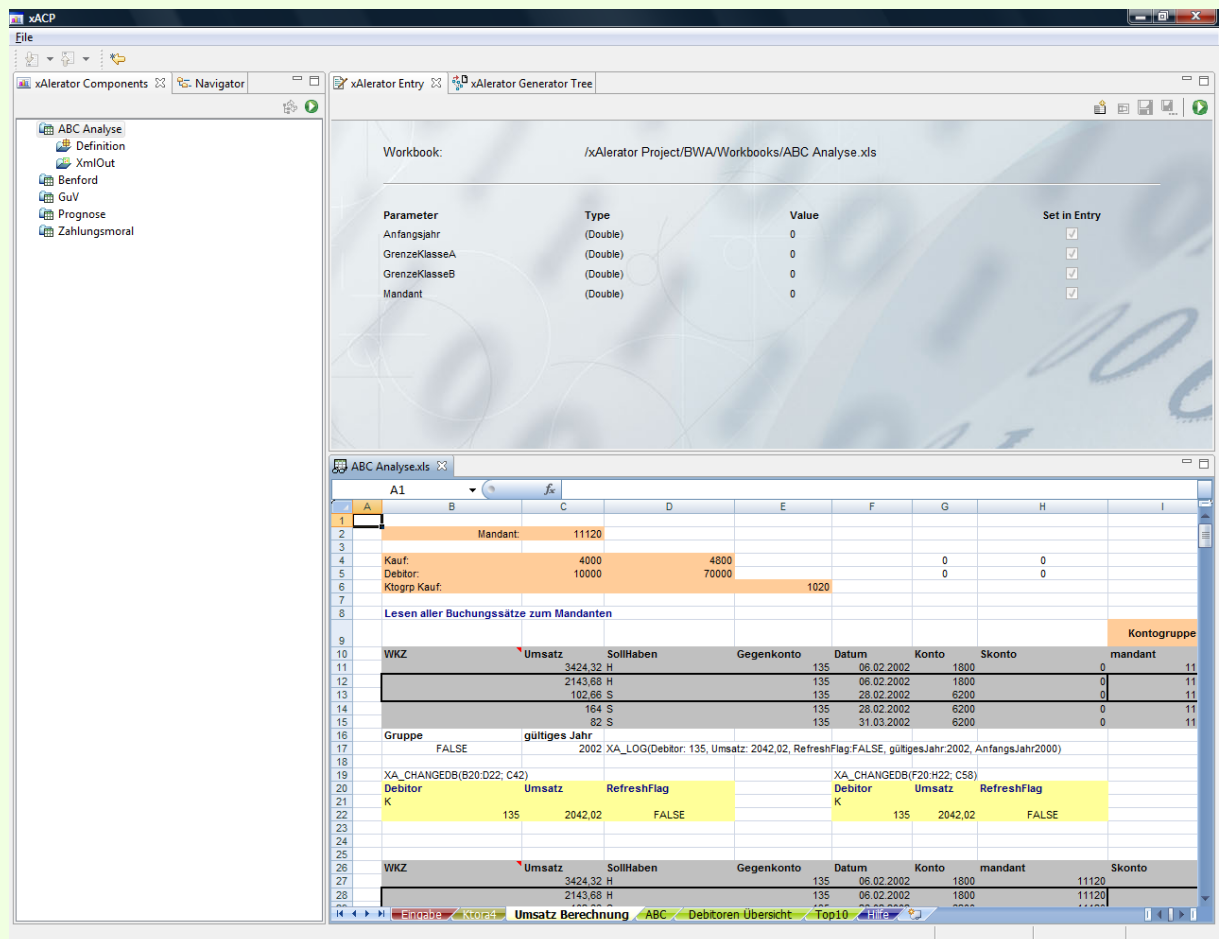 xACP
File
xAlerator Components
Navigator
ABC Analyse
Definition
XmlOut
Benford
GuV
Prognose
Zahlungsmoral
xAlerator Entry
xAlerator Generator Tree
Workbook: /xAlerator Project/BWA/Workbooks/ABC Analyse.xls
Parameter Type Value Set in Entry
Anfangsjahr (Double) 0
GrenzeKlasseA (Double) 0
GrenzeKlasseB (Double) 0
Mandant (Double) 0
ABC Analyse.xls
A1 fx
A B C D E F G H I
1
2 Mandant: 11120
3
4 Kauf: 4000 4800 0 0
5 Debitor: 10000 70000 0 0
6 Ktogrp Kauf: 1020
7
8 Lesen aller Buchungssätze zum Mandanten
9 Kontogruppe
10 WKZ Umsatz SollHaben Gegenkonto Datum Konto Skonto mandant
11 3424,32 H 135 06.02.2002 1800 0 11
12 2143,68 H 135 06.02.2002 1800 0 11
13 102,66 S 135 28.02.2002 6200 0 11
14 164 S 135 28.02.2002 6200 0 11
15 82 S 135 31.03.2002 6200 0 11
16 Gruppe gültiges Jahr
17 FALSE 2002 XA_LOG(Debitor: 135, Umsatz: 2042,02, RefreshFlag:FALSE, gültigesJahr:2002, AnfangsJahr2000)
18
19 XA_CHANGEDB(B20:D22; C42) XA_CHANGEDB(F20:H22; C58)
20 Debitor Umsatz RefreshFlag Debitor Umsatz RefreshFlag
21 K K
22 135 2042,02 FALSE 135 2042,02 FALSE
23
24
25
26 WKZ Umsatz SollHaben Gegenkonto Datum Konto mandant Skonto
27 3424,32 H 135 06.02.2002 1800 11120
28 2143,68 H 135 06.02.2002 1800 11120
Eingabe Ktora4 Umsatz Berechnung ABC Debitoren Übersicht Top10 Hilfe